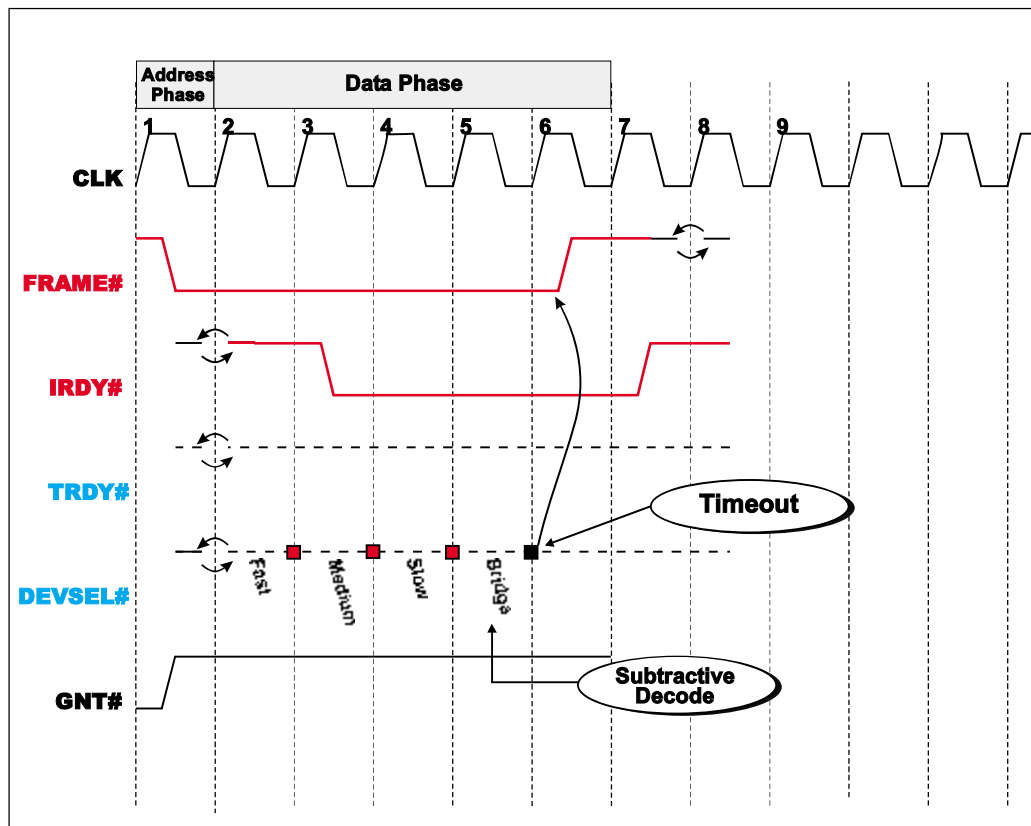 Address
Phase
Data Phase
1 2 3 4 5 6 7 8 9
CLK
FRAME#
IRDY#
TRDY#
Timeout
DEVSEL#
Fast
Medium
Slow
Bridge
Subtractive
Decode
GNT#